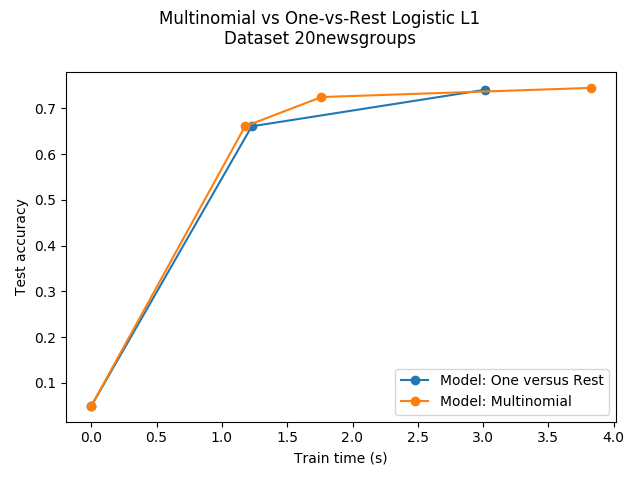 Multinomial vs One-vs-Rest Logistic L1
Dataset 20newsgroups
0.7
0.6
0.5
0.4
0.3
0.2
0.1
Test accuracy
Model: One versus Rest
Model: Multinomial
0.0 0.5 1.0 1.5 2.0 2.5 3.0 3.5 4.0
Train time (s)